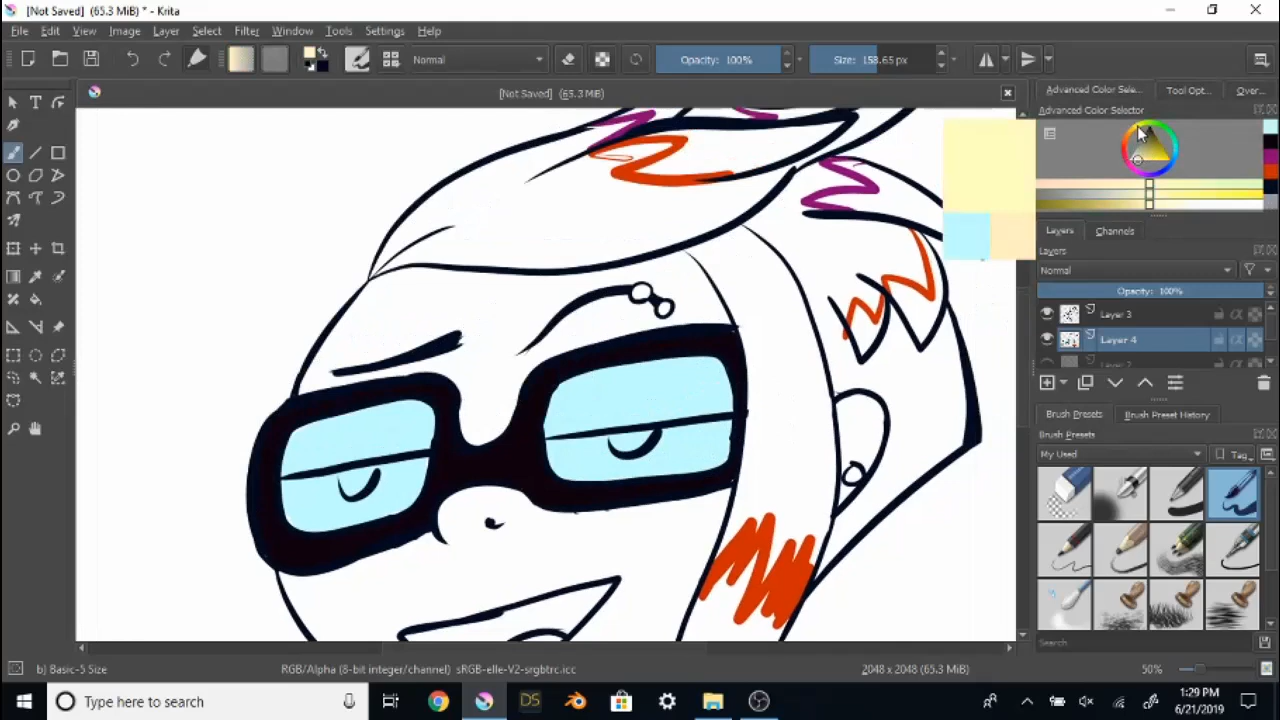 [Not Saved]  (65.3 MiB) * - Krita
File Edit View Image Layer Select Filter Tools Settings Window Help
Normal Opacity: 100% Size: 158.65 px
[Not Saved]  (65.3 MiB)
Advanced Color Sele... Tool Opt... Over...
Advanced Color Selector
Layers Channels
Layers
Normal
Opacity: 100%
Layer 3
Layer 4
Layer 2
Brush Presets Brush Preset History
Brush Presets
My Used Tag
Search
b) Basic-5 Size RGB/Alpha (8-bit integer/channel) sRGB-elle-V2-srgbtrc.icc 2048 x 2048 (65.3 MiB) 50%
Type here to search DS 1:29 PM
6/21/2019